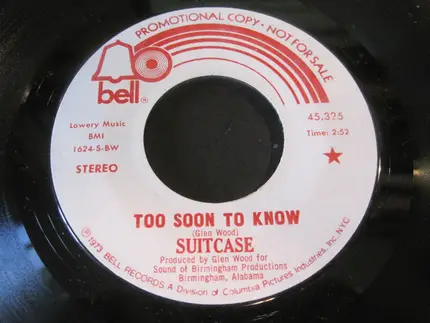 PROMOTIONAL COPY - NOT FOR SALE
bell®
Lowery Music
BMI
1624-S-BW
STEREO
45,325
Time: 2:52
TOO SOON TO KNOW
(Glen Wood)
SUITCASE
Produced by Glen Wood for
Sound of Birmingham Productions
Birmingham, Alabama
©1973 BELL RECORDS A Division of Columbia Pictures Industries, Inc. NYC